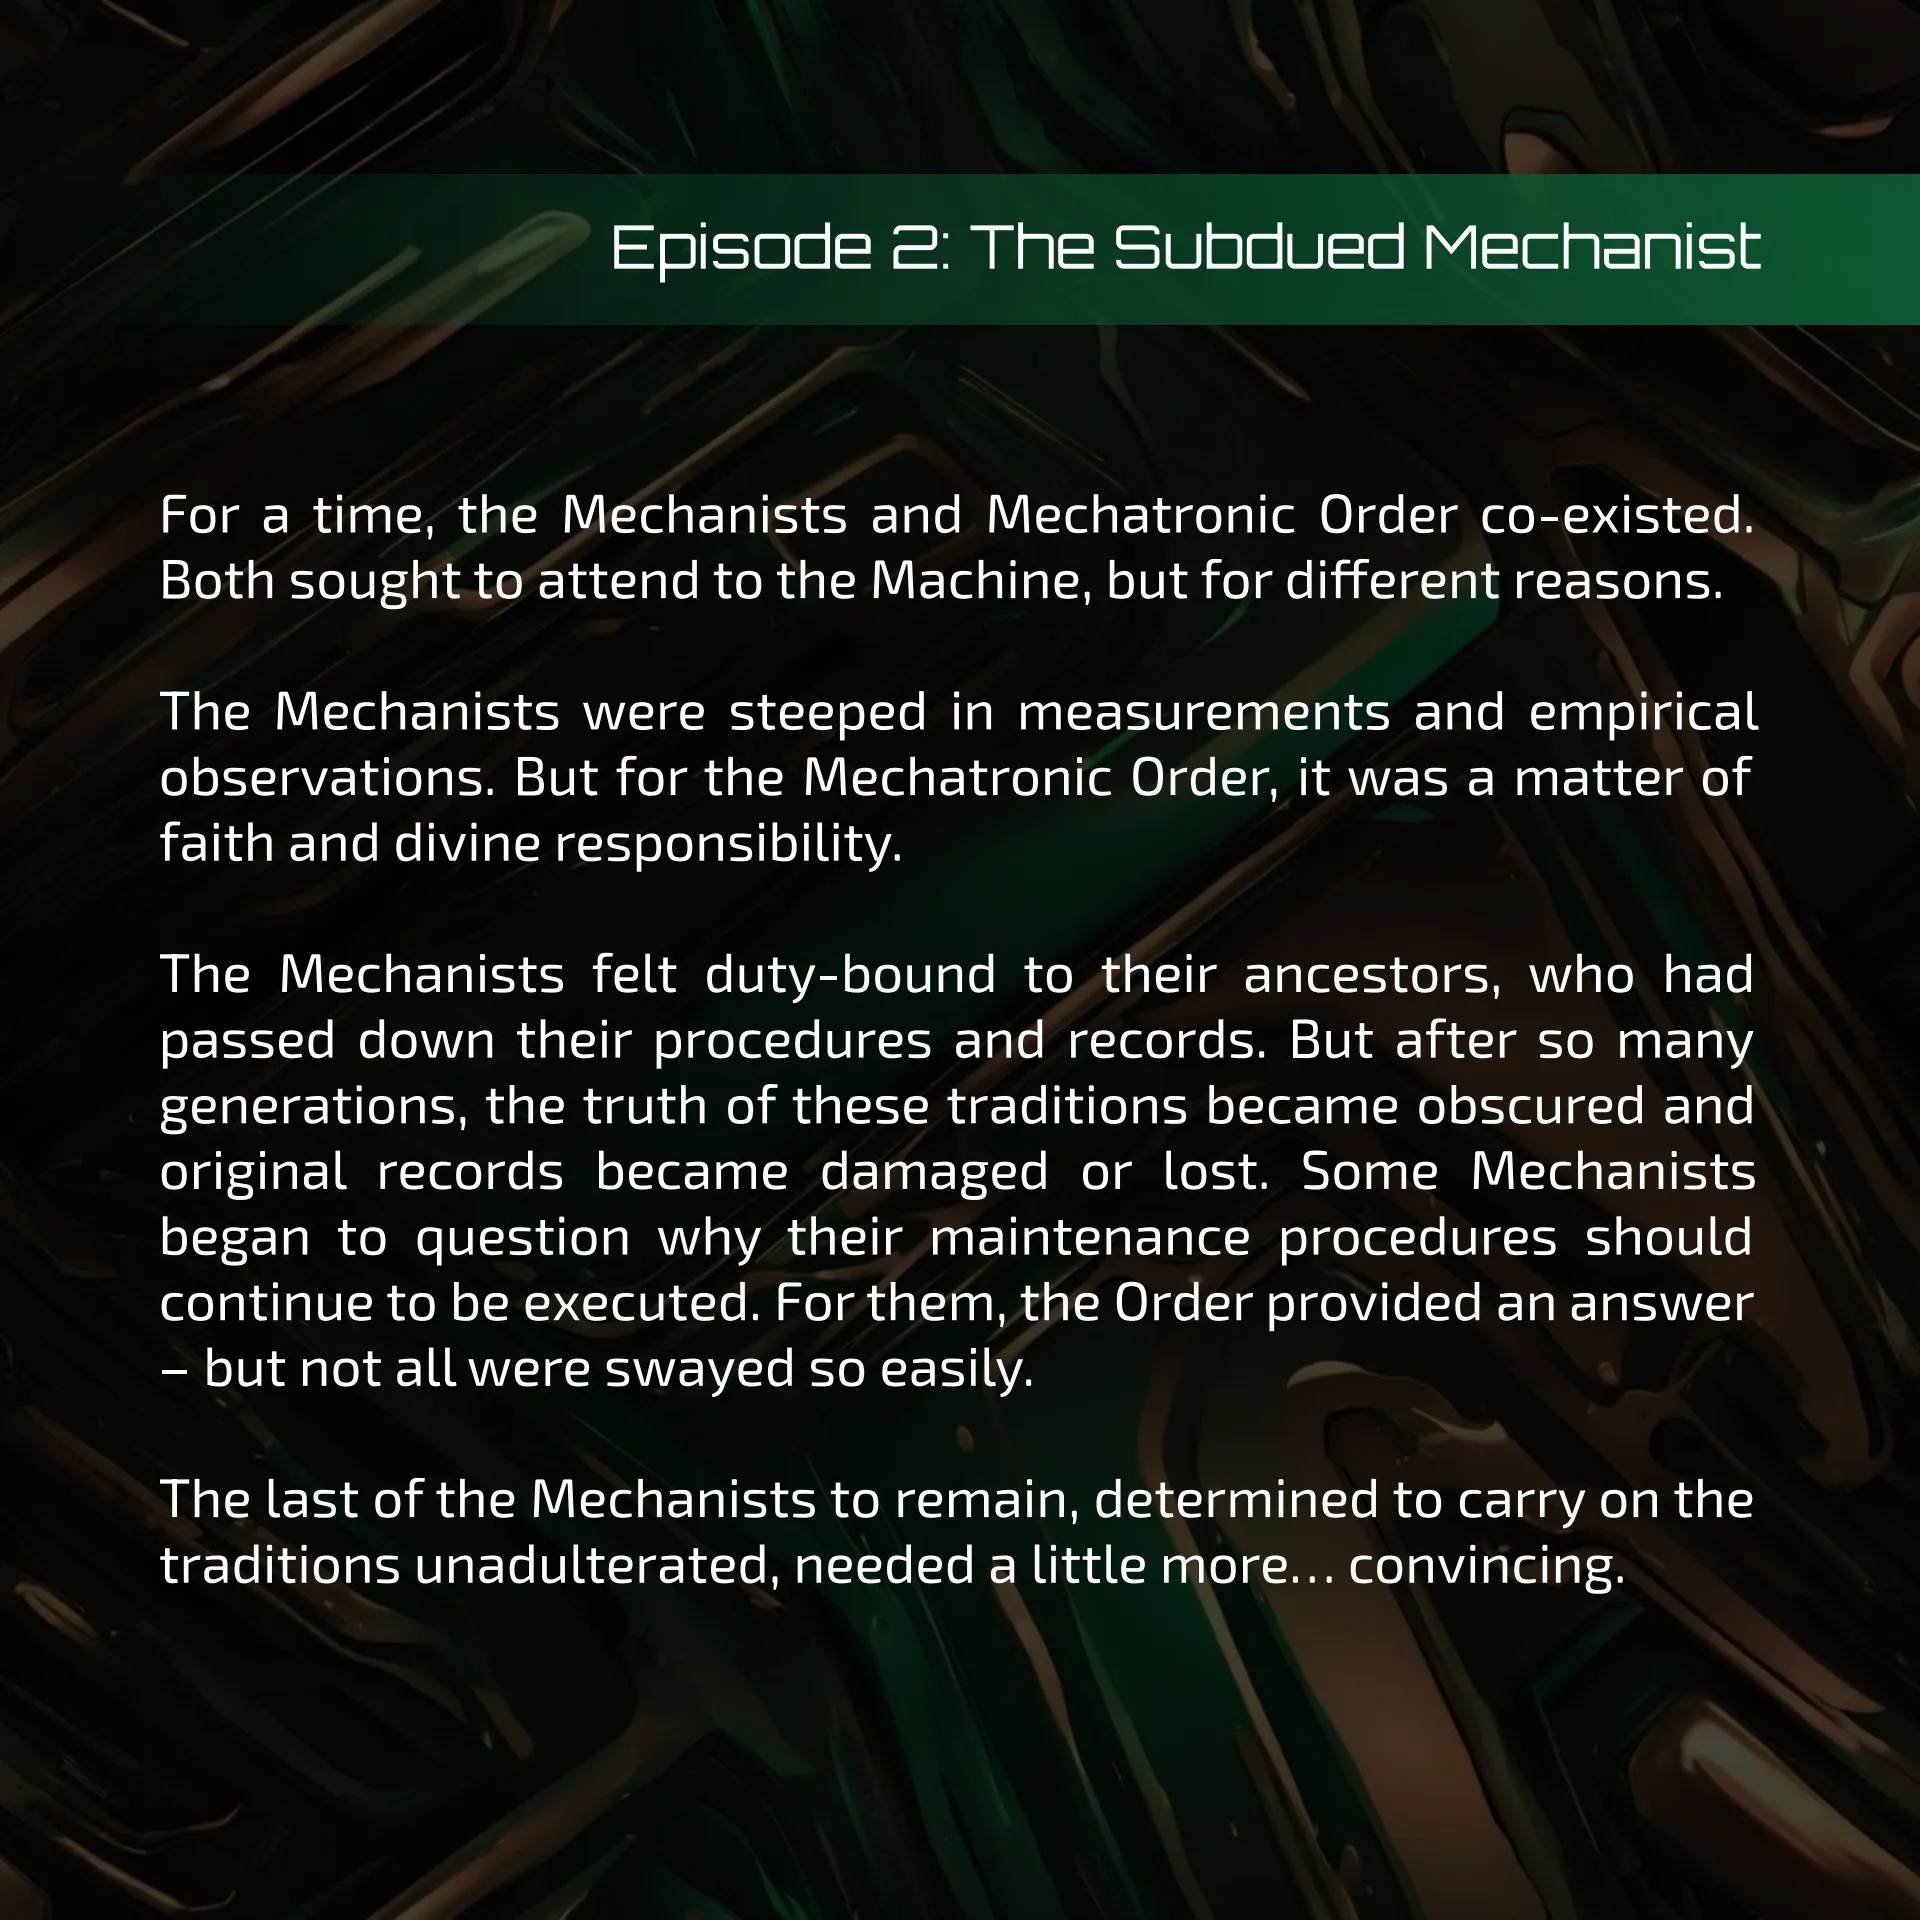 Episode 2: The Subdued Mechanist
For a time, the Mechanists and Mechatronic Order co-existed.
Both sought to attend to the Machine, but for different reasons.
The Mechanists were steeped in measurements and empirical
observations. But for the Mechatronic Order, it was a matter of
faith and divine responsibility.
The Mechanists felt duty-bound to their ancestors, who had
passed down their procedures and records. But after so many
generations, the truth of these traditions became obscured and
original records became damaged or lost. Some Mechanists
began to question why their maintenance procedures should
continue to be executed. For them, the Order provided an answer
– but not all were swayed so easily.
The last of the Mechanists to remain, determined to carry on the
traditions unadulterated, needed a little more... convincing.